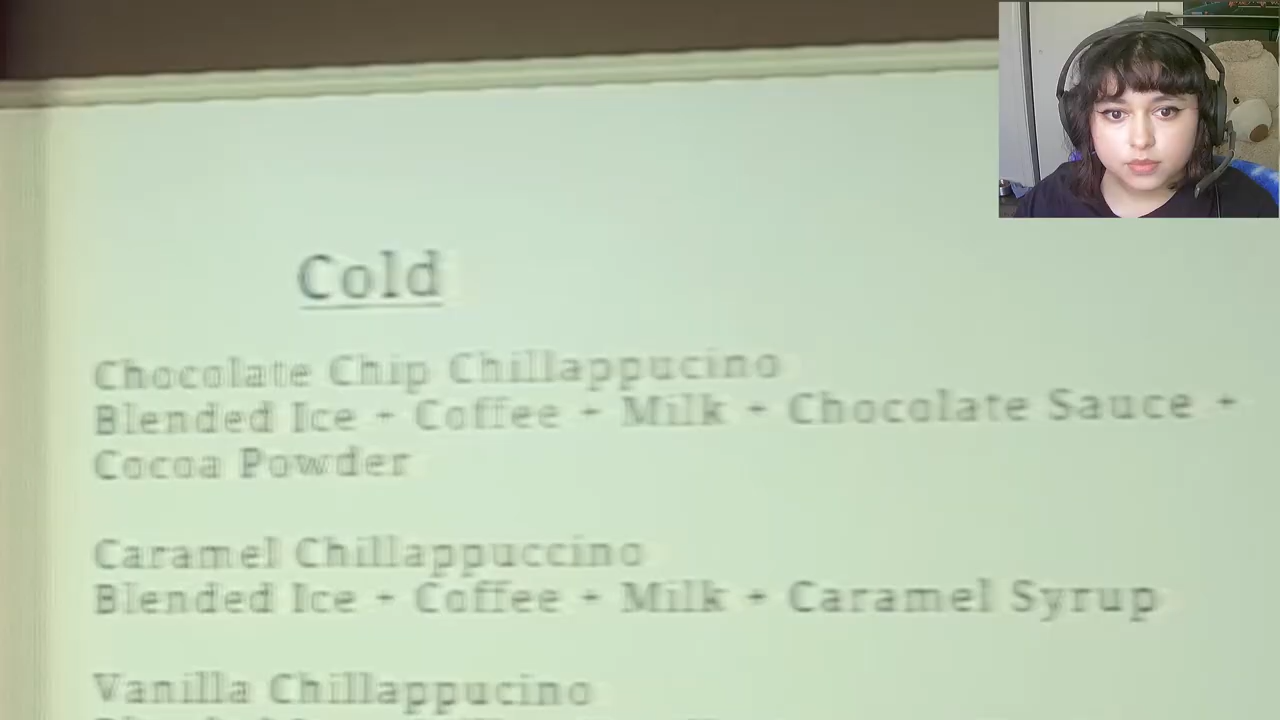 Cold
Chocolate Chip Chillappucino
Blended Ice + Coffee + Milk + Chocolate Sauce +
Cocoa Powder
Caramel Chillappuccino
Blended Ice + Coffee + Milk + Caramel Syrup
Vanilla Chillappucino